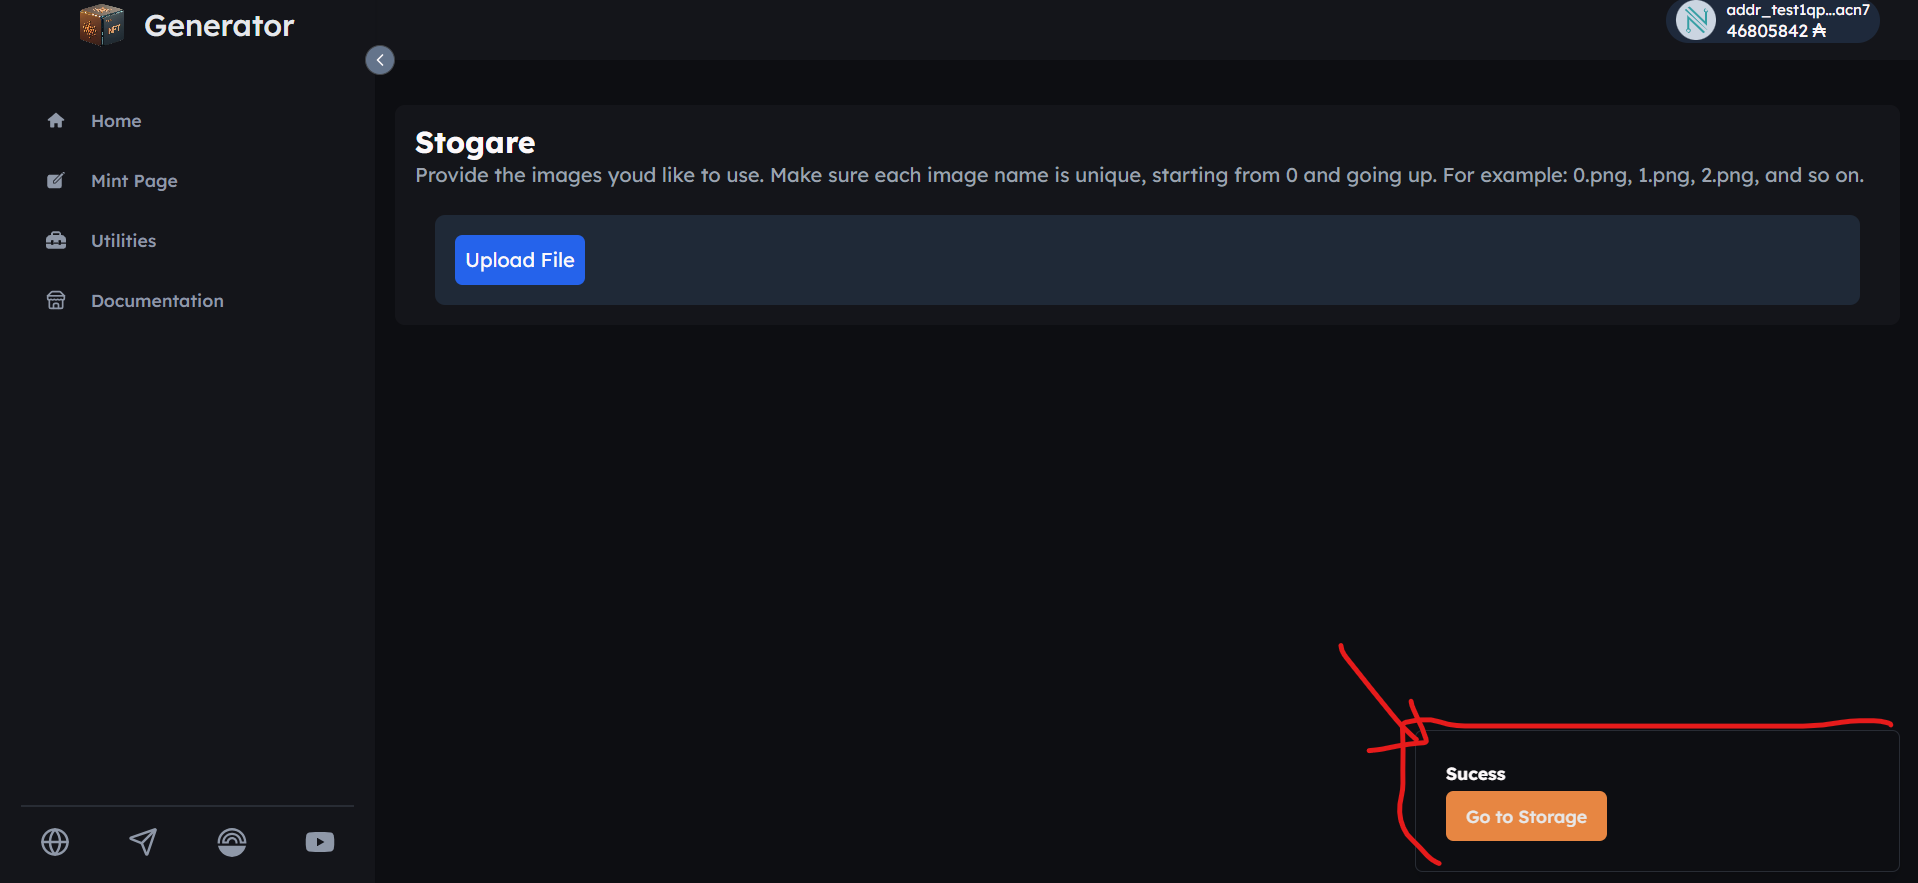 Generator
addr_test1qp...acn7
46805842 ₳
Home
Mint Page
Utilities
Documentation
Stogare
Provide the images youd like to use. Make sure each image name is unique, starting from 0 and going up. For example: 0.png, 1.png, 2.png, and so on.
Upload File
Sucess
Go to Storage